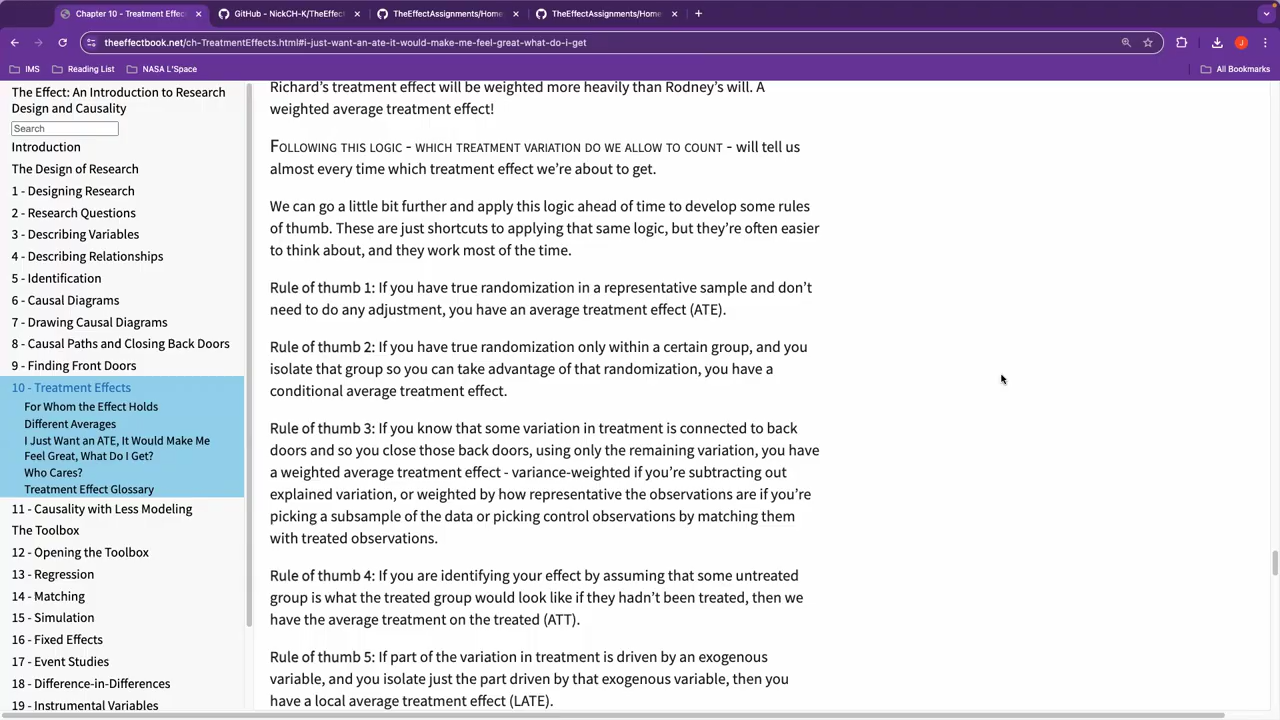 Chapter 10 - Treatment Effec
GitHub - NickCH-K/TheEffect
TheEffectAssignments/Home
TheEffectAssignments/Home
theeffectbook.net/ch-TreatmentEffects.html#i-just-want-an-ate-it-would-make-me-feel-great-what-do-i-get
J
IMS
Reading List
NASA L'Space
All Bookmarks
The Effect: An Introduction to Research
Design and Causality
Search
Introduction
The Design of Research
1 - Designing Research
2 - Research Questions
3 - Describing Variables
4 - Describing Relationships
5 - Identification
6 - Causal Diagrams
7 - Drawing Causal Diagrams
8 - Causal Paths and Closing Back Doors
9 - Finding Front Doors
10 - Treatment Effects
For Whom the Effect Holds
Different Averages
I Just Want an ATE, It Would Make Me
Feel Great, What Do I Get?
Who Cares?
Treatment Effect Glossary
11 - Causality with Less Modeling
The Toolbox
12 - Opening the Toolbox
13 - Regression
14 - Matching
15 - Simulation
16 - Fixed Effects
17 - Event Studies
18 - Difference-in-Differences
19 - Instrumental Variables
Richard's treatment effect will be weighted more heavily than Rodney's will. A
weighted average treatment effect!
Following this logic - which treatment variation do we allow to count - will tell us
almost every time which treatment effect we're about to get.
We can go a little bit further and apply this logic ahead of time to develop some rules
of thumb. These are just shortcuts to applying that same logic, but they're often easier
to think about, and they work most of the time.
Rule of thumb 1: If you have true randomization in a representative sample and don't
need to do any adjustment, you have an average treatment effect (ATE).
Rule of thumb 2: If you have true randomization only within a certain group, and you
isolate that group so you can take advantage of that randomization, you have a
conditional average treatment effect.
Rule of thumb 3: If you know that some variation in treatment is connected to back
doors and so you close those back doors, using only the remaining variation, you have
a weighted average treatment effect - variance-weighted if you're subtracting out
explained variation, or weighted by how representative the observations are if you're
picking a subsample of the data or picking control observations by matching them
with treated observations.
Rule of thumb 4: If you are identifying your effect by assuming that some untreated
group is what the treated group would look like if they hadn't been treated, then we
have the average treatment on the treated (ATT).
Rule of thumb 5: If part of the variation in treatment is driven by an exogenous
variable, and you isolate just the part driven by that exogenous variable, then you
have a local average treatment effect (LATE).